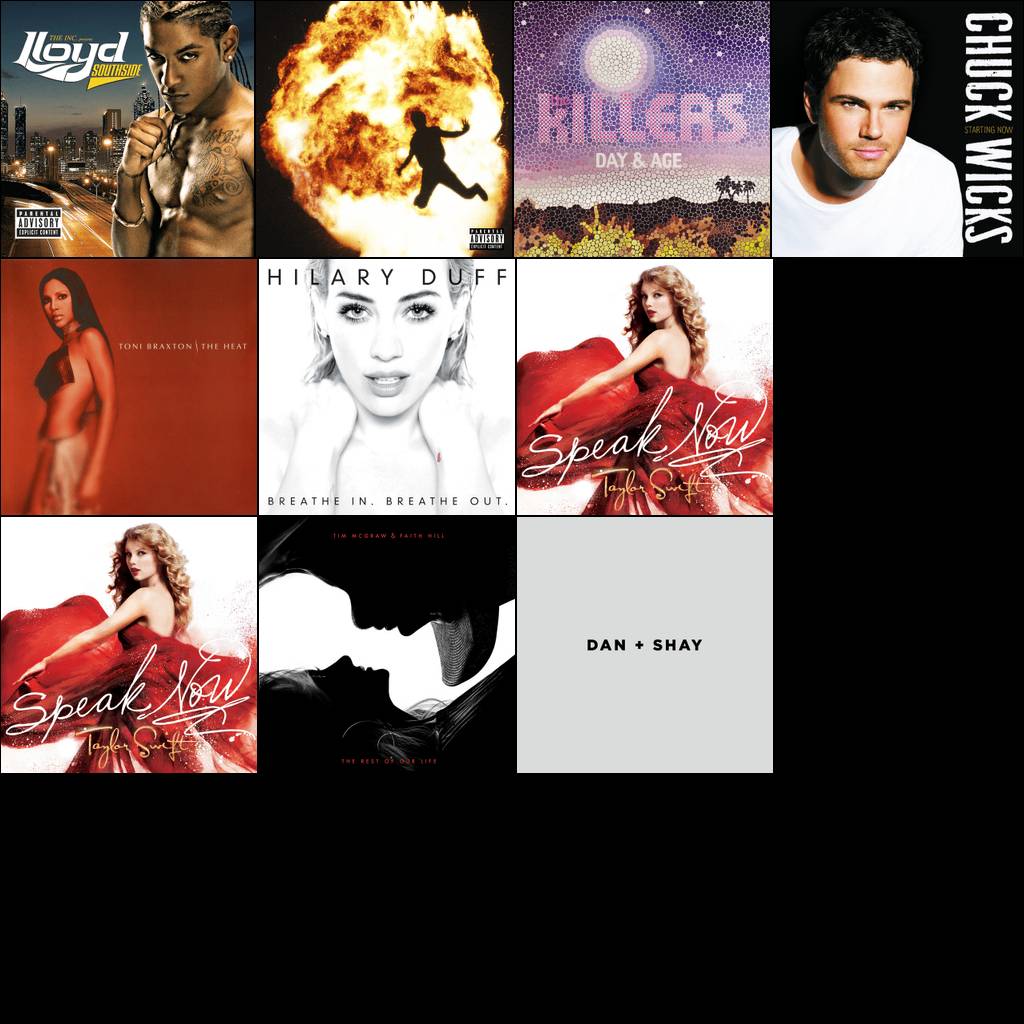 THE INC. presents
Lloyd
SOUTHSIDE
PARENTAL
ADVISORY
EXPLICIT CONTENT
PARENTAL
ADVISORY
EXPLICIT CONTENT
THE
KILLERS
DAY & AGE
CHUCK WICKS
STARTING NOW
TONI BRAXTON \ THE HEAT
HILARY DUFF
BREATHE IN. BREATHE OUT.
Speak Now
Taylor Swift
Speak Now
Taylor Swift
TIM MCGRAW & FAITH HILL
THE REST OF OUR LIFE
DAN + SHAY